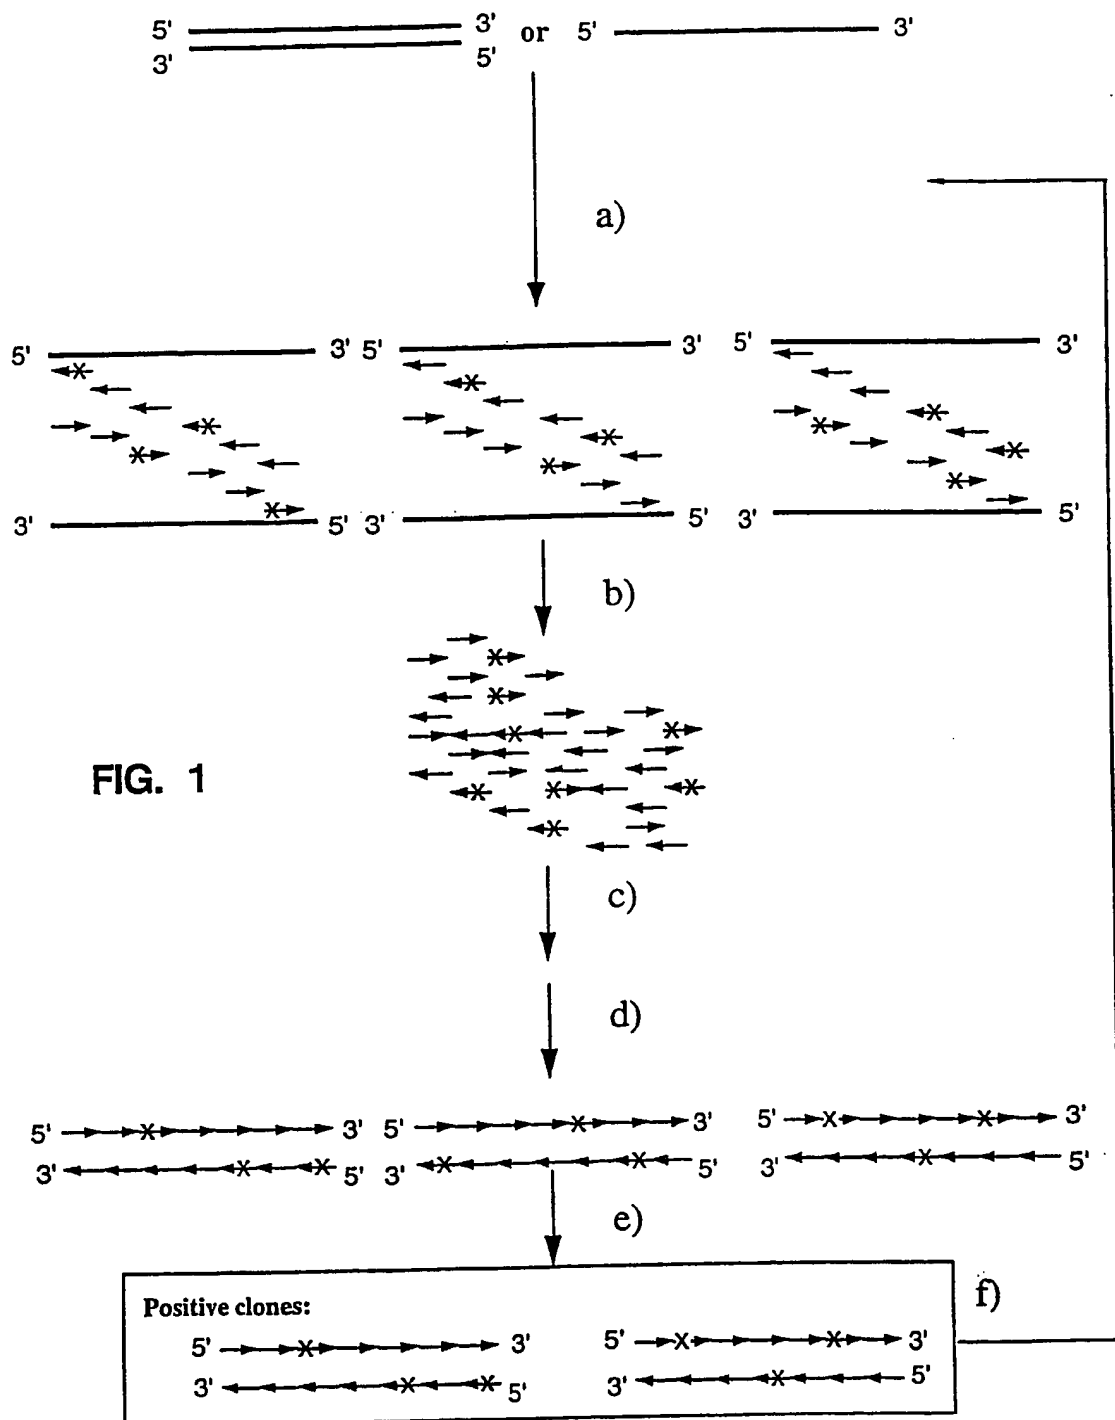 5' 3' or 5' 3'
3' 5'
a)
5' 3' 5' 3' 5' 3'
3' 5' 3' 5' 3' 5'
b)
FIG. 1
c)
d)
5' 3' 5' 3' 5' 3'
3' 5' 3' 5' 3' 5'
e)
f)
Positive clones:
5' 3' 5' 3'
3' 5' 3' 5'